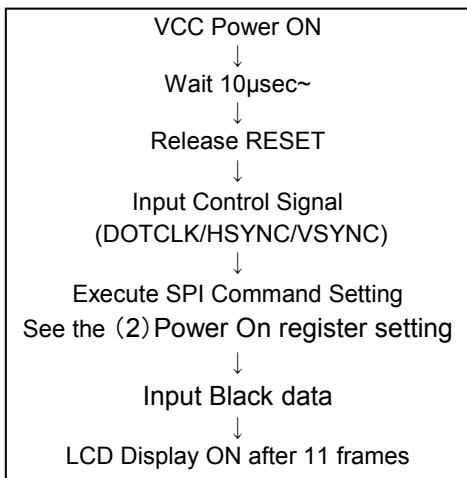 VCC Power ON
↓
Wait 10μsec~
↓
Release RESET
↓
Input Control Signal
(DOTCLK/HSYNC/VSYNC)
↓
Execute SPI Command Setting
See the（2）Power On register setting
↓
Input Black data
↓
LCD Display ON after 11 frames